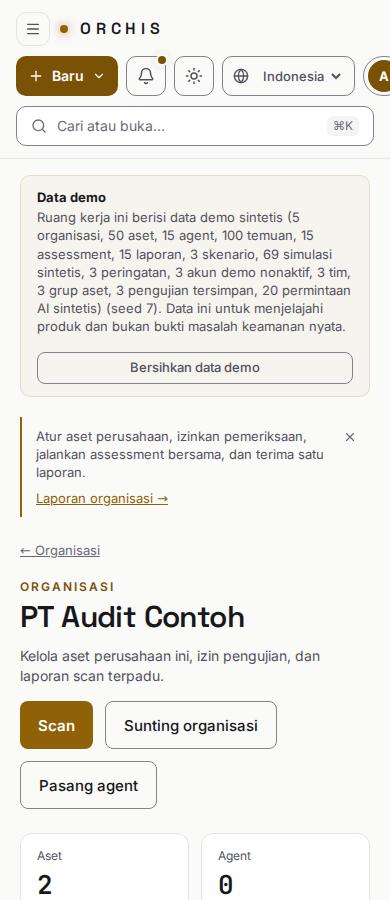 ORCHIS
Baru
Indonesia
A
Cari atau buka...
⌘K
Data demo
Ruang kerja ini berisi data demo sintetis (5
organisasi, 50 aset, 15 agent, 100 temuan, 15
assessment, 15 laporan, 3 skenario, 69 simulasi
sintetis, 3 peringatan, 3 akun demo nonaktif, 3 tim,
3 grup aset, 3 pengujian tersimpan, 20 permintaan
AI sintetis) (seed 7). Data ini untuk menjelajahi
produk dan bukan bukti masalah keamanan nyata.
Bersihkan data demo
Atur aset perusahaan, izinkan pemeriksaan,
jalankan assessment bersama, dan terima satu
laporan.
Laporan organisasi →
← Organisasi
ORGANISASI
PT Audit Contoh
Kelola aset perusahaan ini, izin pengujian, dan
laporan scan terpadu.
Scan
Sunting organisasi
Pasang agent
Aset
2
Agent
0